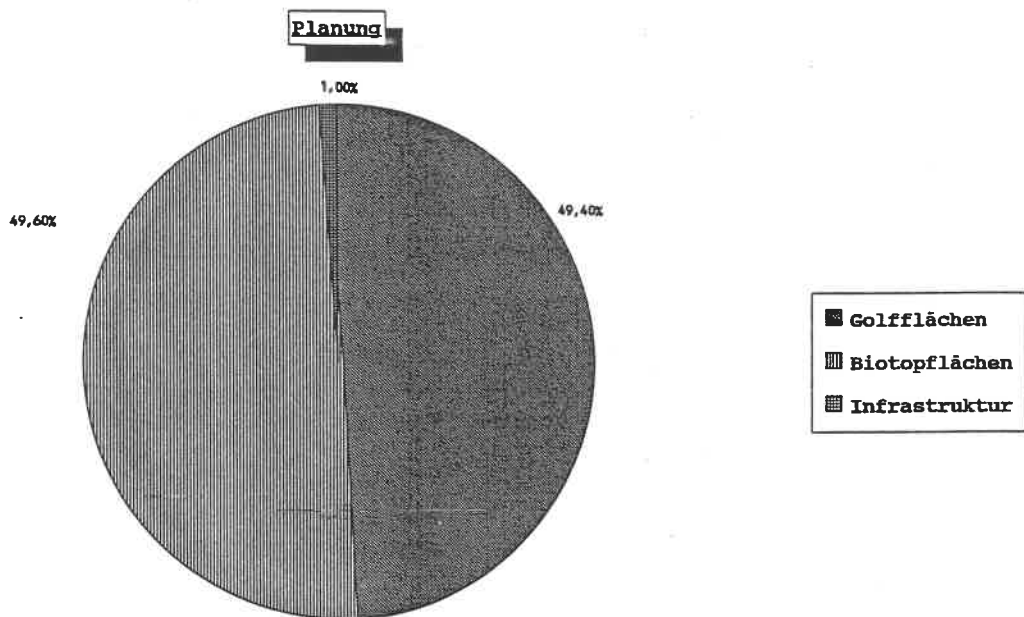 Planung
1,00%
49,60%
49,40%
Golfflächen
Biotopflächen
Infrastruktur